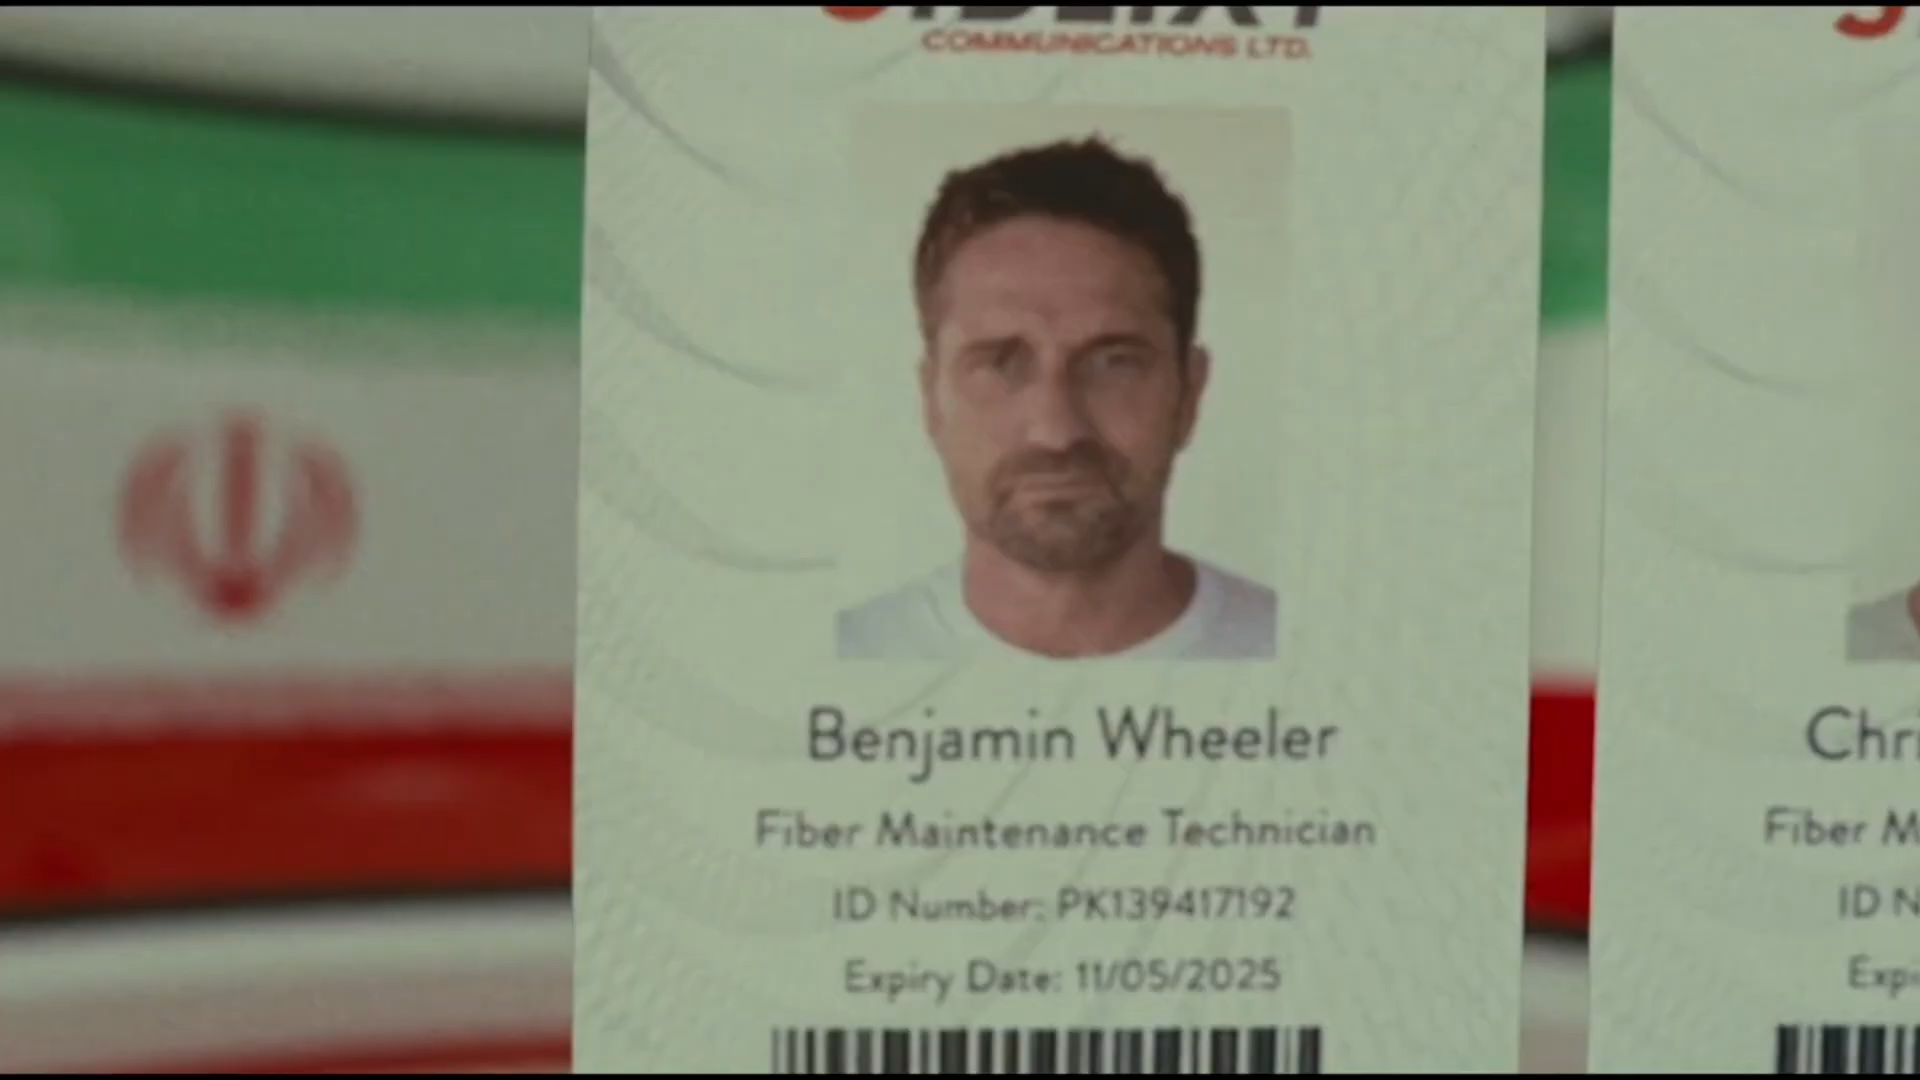 COMMUNICATIONS LTD.
Benjamin Wheeler
Fiber Maintenance Technician
ID Number: PK139417192
Expiry Date: 11/05/2025
Chri
Fiber M
ID N
Expi